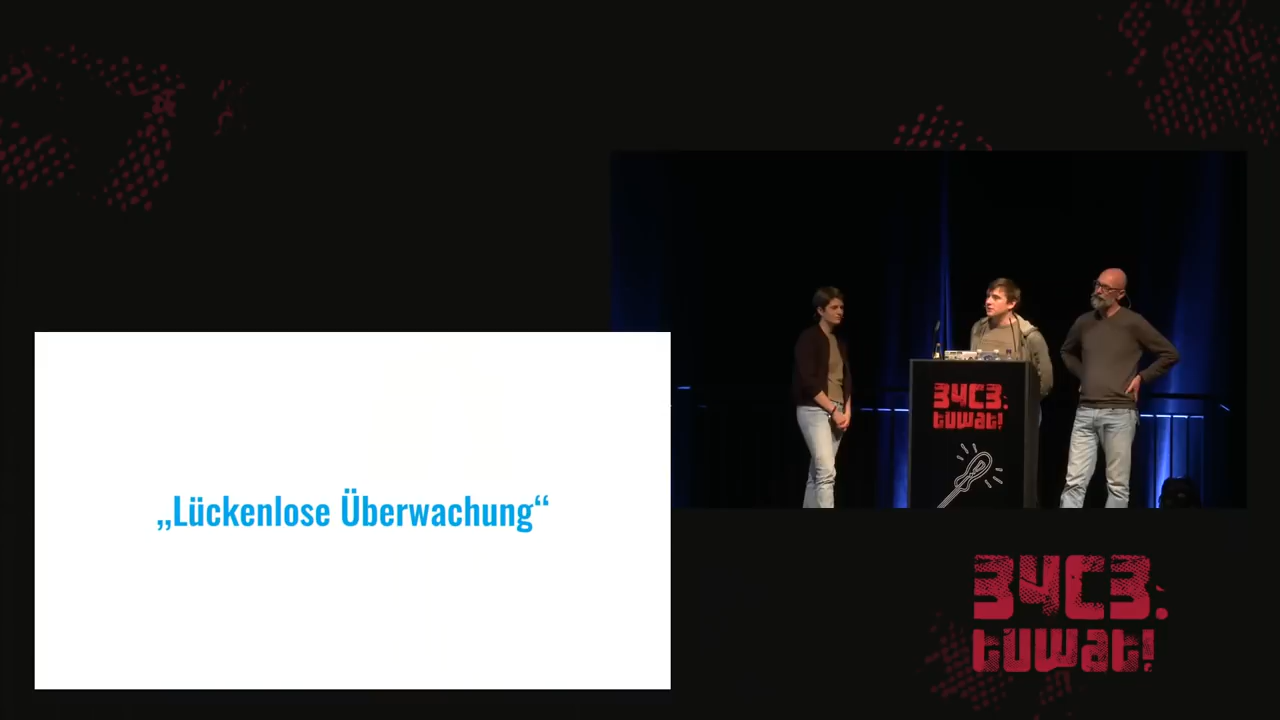 34C3.
tuwat!
„Lückenlose Überwachung“
34C3.
tuwat!